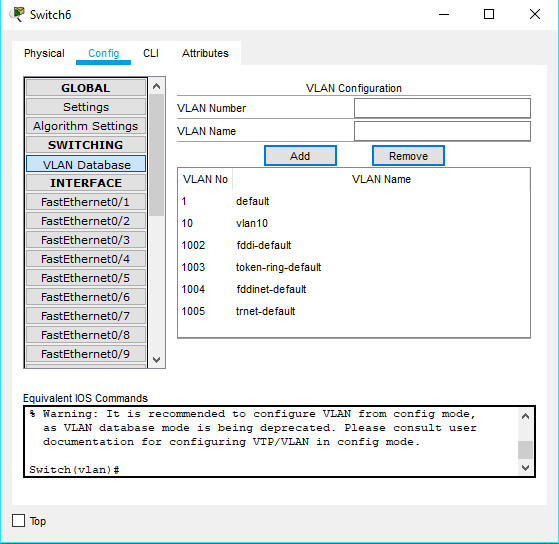 Switch6
Physical Config CLI Attributes
GLOBAL
Settings
Algorithm Settings
SWITCHING
VLAN Database
INTERFACE
FastEthernet0/1
FastEthernet0/2
FastEthernet0/3
FastEthernet0/4
FastEthernet0/5
FastEthernet0/6
FastEthernet0/7
FastEthernet0/8
FastEthernet0/9
VLAN Configuration
VLAN Number
VLAN Name
Add Remove
VLAN No VLAN Name
1 default
10 vlan10
1002 fddi-default
1003 token-ring-default
1004 fddinet-default
1005 trnet-default
Equivalent IOS Commands
% Warning: It is recommended to configure VLAN from config mode,
as VLAN database mode is being deprecated. Please consult user
documentation for configuring VTP/VLAN in config mode.
Switch(vlan)#
Top